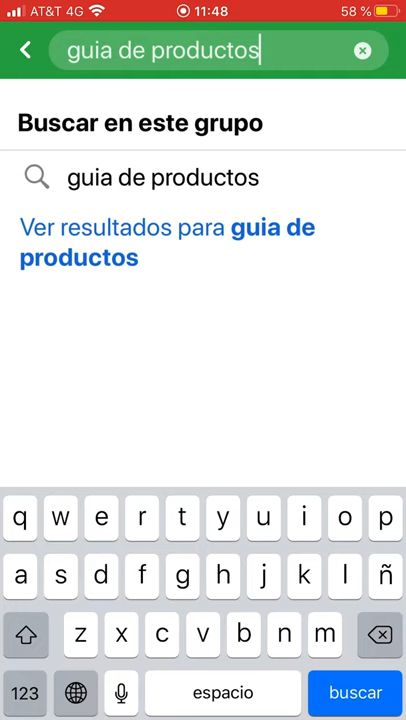 AT&T 4G 11:48 58 %
guia de productos
Buscar en este grupo
guia de productos
Ver resultados para guia de
productos
q w e r t y u i o p
a s d f g h j k l ñ
z x c v b n m
123 espacio buscar